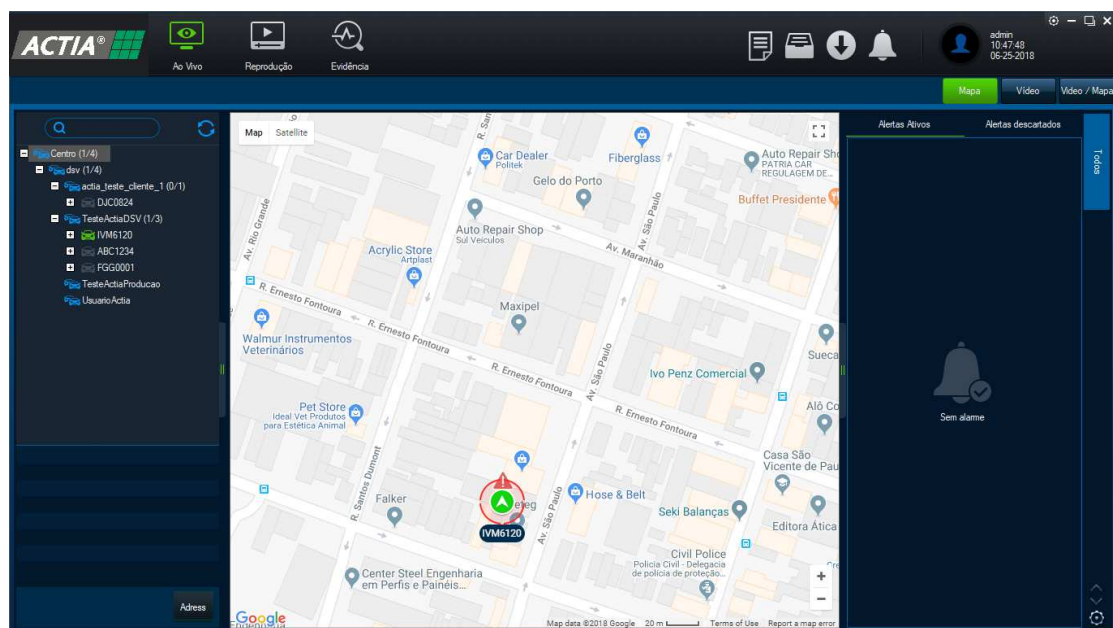 ACTIA®
Ao Vivo
Reprodução
Evidência
admin
10:47:48
06-25-2018
Mapa
Vídeo
Video / Mapa
Centro (1/4)
dsv (1/4)
actia_teste_cliente_1 (0/1)
DJC0824
TesteActiaDSV (1/3)
IVM6120
ABC1234
FGG0001
TesteActiaProducao
UsuarioActia
Adress
Map
Satellite
R. San
Car Dealer
Politek
Fiberglass
Auto Repair Sh
PATRIA CAR
REGULAGEM DE...
Gelo do Porto
Buffet Presidente
Av. Rio Grande
Auto Repair Shop
Sul Veiculos
Av. São Paulo
Av. Maranhão
Acrylic Store
Artplast
R. Ernesto Fontoura
Maxipel
R. Ernesto Fontoura
Walmur Instrumentos
Veterinários
R. Ernesto Fontoura
Av. São Paulo
Sueca
Ivo Penz Comercial
Pet Store
Ideal Vet Produtos
para Estética Animal
R. Ernesto Fontoura
Alô Co
R. Santos Dumont
Casa São
Vicente de Pau
Falker
eteg
Av. São Paulo
Hose & Belt
Seki Balanças
Editora Ática
IVM6120
Civil Police
Policia Civil - Delegacia
de polícia de proteção...
Center Steel Engenharia
em Perfis e Painéis...
Google
Map data ©2018 Google
20 m
Terms of Use
Report a map error
Alertas Ativos
Alertas descartados
Todos
Sem alarme